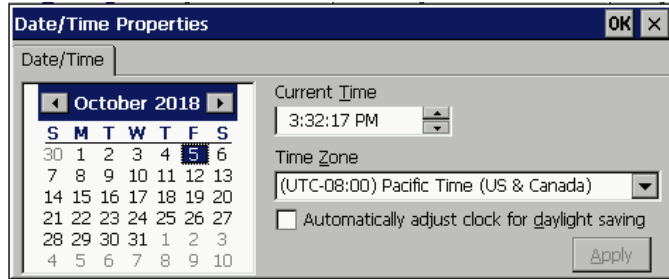 Date/Time Properties OK ×
Date/Time
October 2018
S M T W T F S
30 1 2 3 4 5 6
7 8 9 10 11 12 13
14 15 16 17 18 19 20
21 22 23 24 25 26 27
28 29 30 31 1 2 3
4 5 6 7 8 9 10
Current Time
3:32:17 PM
Time Zone
(UTC-08:00) Pacific Time (US & Canada)
Automatically adjust clock for daylight saving
Apply